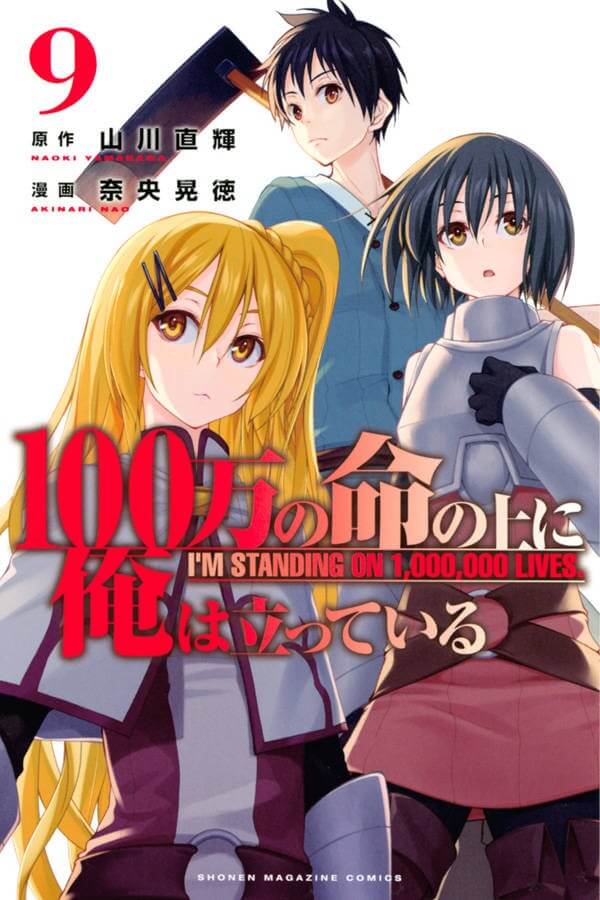 9
原作 山川直輝
NAOKI YAMAKAWA
漫画 奈央晃徳
AKINARI NAO
100万の命の上に
I'M STANDING ON 1,000,000 LIVES.
俺は立っている
SHONEN MAGAZINE COMICS